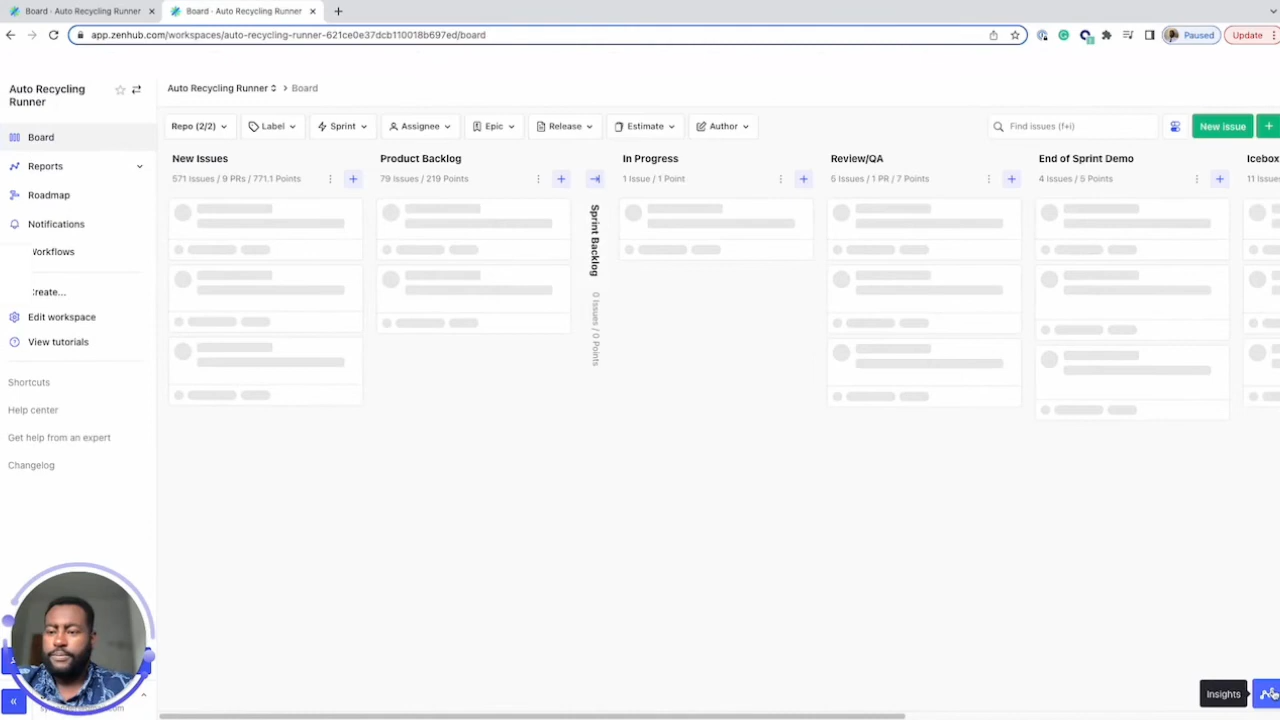 Board · Auto Recycling Runner
Board · Auto Recycling Runner
app.zenhub.com/workspaces/auto-recycling-runner-621ce0e37dcb110018b697ed/board
Paused
Update
Auto Recycling
Runner
Auto Recycling Runner > Board
Board
Reports
Roadmap
Notifications
Workflows
Create...
Edit workspace
View tutorials
Shortcuts
Help center
Get help from an expert
Changelog
Repo (2/2)
Label
Sprint
Assignee
Epic
Release
Estimate
Author
Find issues (f+i)
New issue
New Issues
571 Issues / 9 PRs / 771.1 Points
Product Backlog
79 Issues / 219 Points
Sprint Backlog
0 Issues / 0 Points
In Progress
1 Issue / 1 Point
Review/QA
6 Issues / 1 PR / 7 Points
End of Sprint Demo
4 Issues / 5 Points
Icebox
11 Issues
Insights